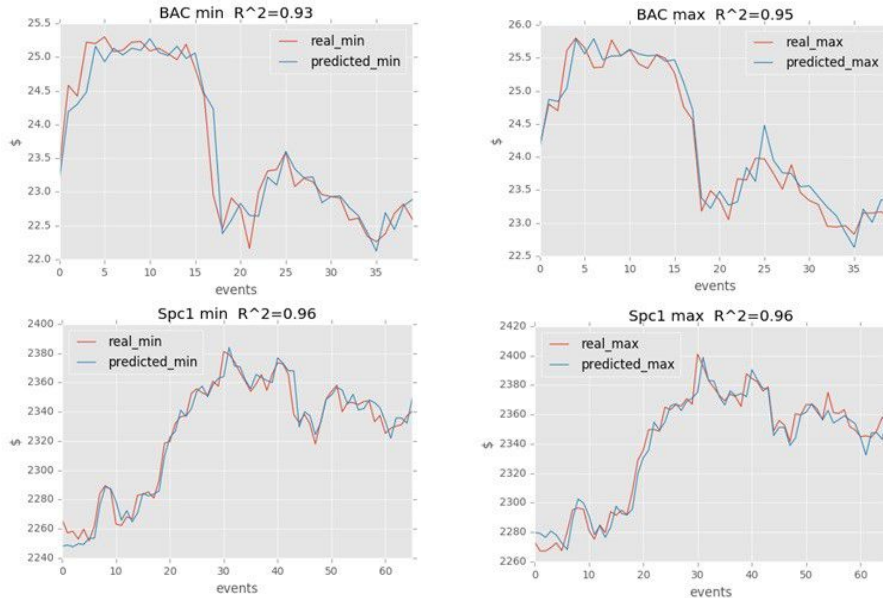 BAC min R^2=0.93
25.5
25.0
24.5
24.0
23.5
23.0
22.5
22.0
$
real_min
predicted_min
0 5 10 15 20 25 30 35
events
BAC max R^2=0.95
26.0
25.5
25.0
24.5
24.0
23.5
23.0
22.5
$
real_max
predicted_max
0 5 10 15 20 25 30 35
events
Spc1 min R^2=0.96
2400
2380
2360
2340
2320
2300
2280
2260
2240
$
real_min
predicted_min
0 10 20 30 40 50 60
events
Spc1 max R^2=0.96
2420
2400
2380
2360
2340
2320
2300
2280
2260
$
real_max
predicted_max
0 10 20 30 40 50 60
events